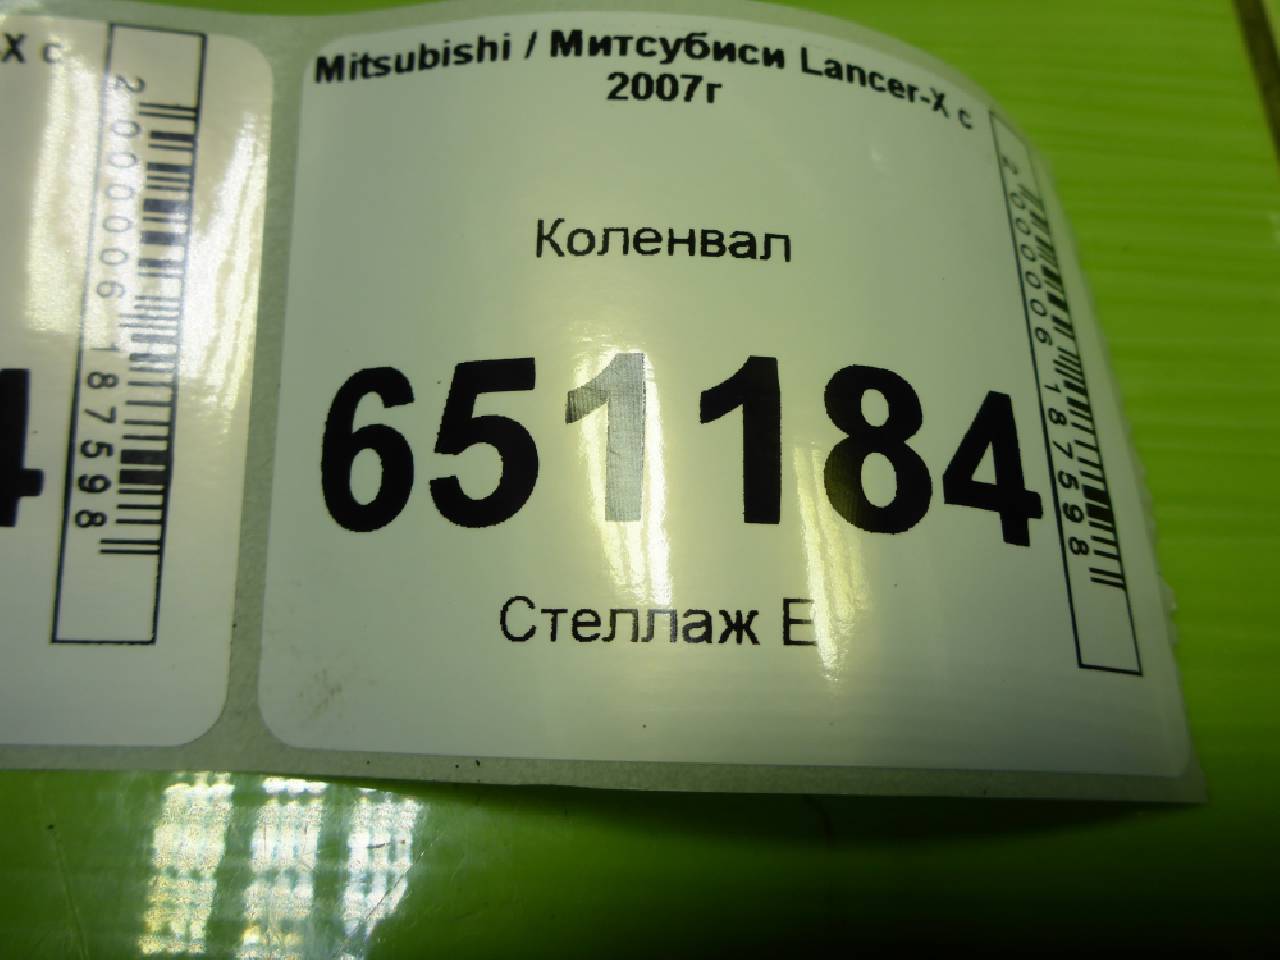 Mitsubishi / Митсубиси Lancer-X с
2007г
Коленвал
651184
Стеллаж Е
2000006187598
X с
4
2000006187598